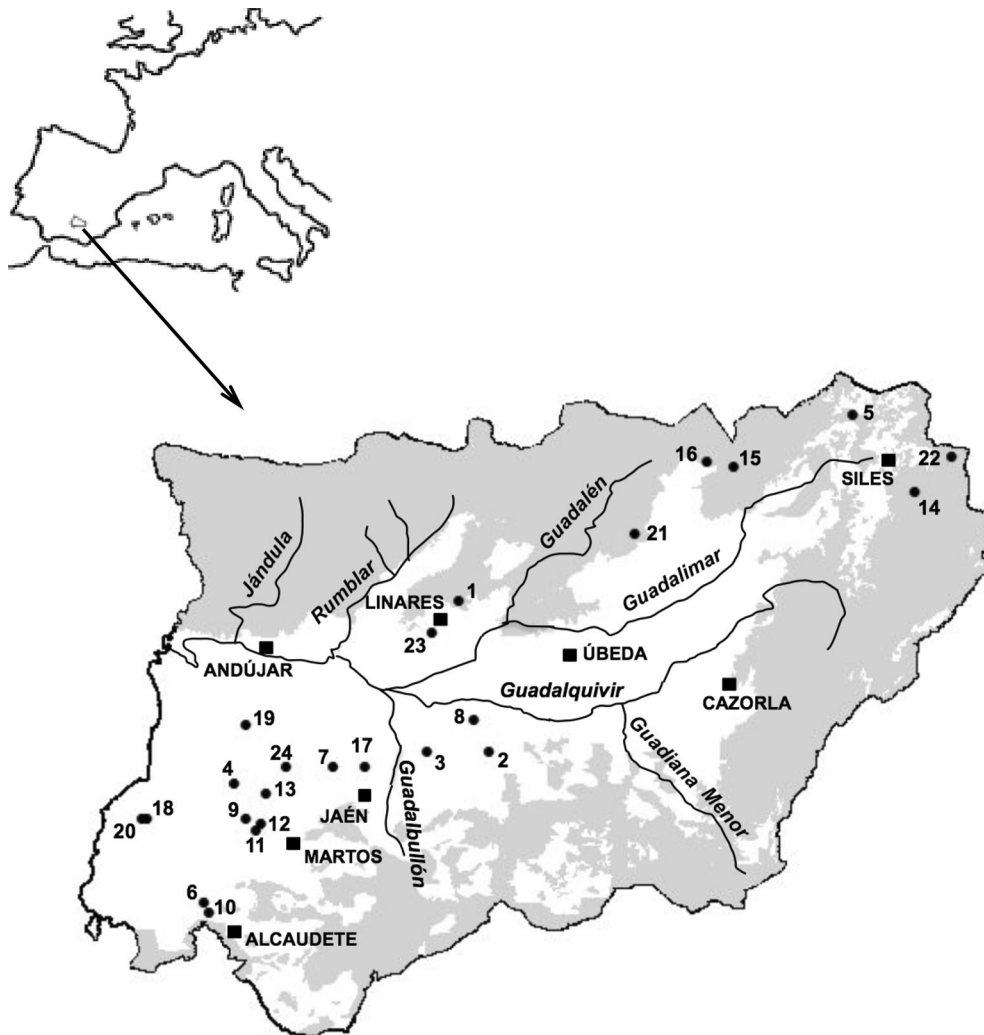 5
16
15
22
SILES
14
Guadalén
21
Jándula
Rumblar
Guadalimar
1
LINARES
23
ÚBEDA
ANDÚJAR
Guadalquivir
CAZORLA
8
19
3
2
24
7
17
Guadiana Menor
4
13
Guadalbullón
JAÉN
18
9
12
20
11
MARTOS
6
10
ALCAUDETE